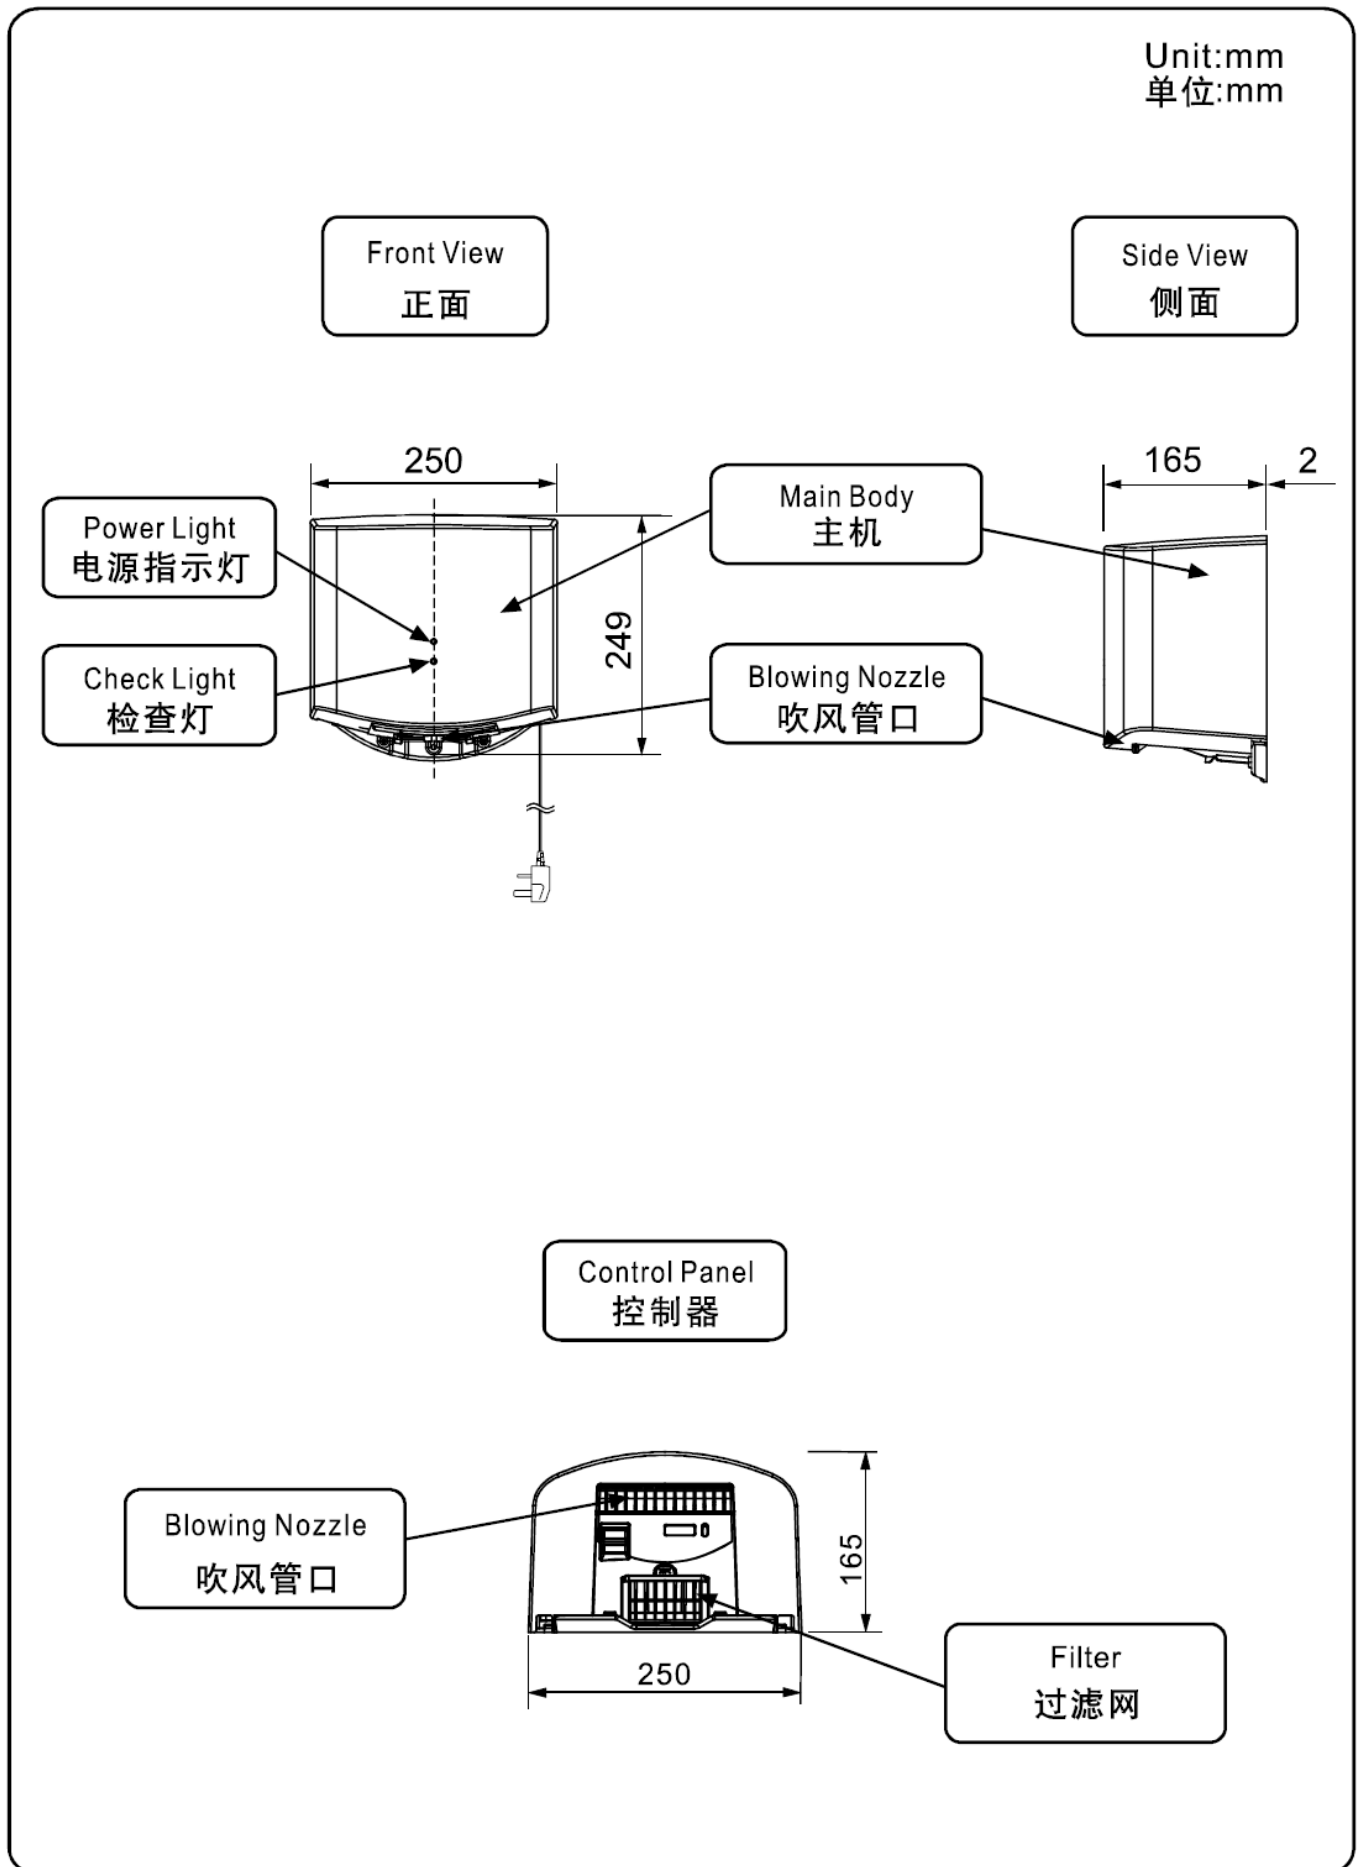 Unit:mm
单位:mm
Front View
正面
Side View
侧面
250
165
2
Main Body
主机
Power Light
电源指示灯
249
Check Light
检查灯
Blowing Nozzle
吹风管口
Control Panel
控制器
Blowing Nozzle
吹风管口
165
250
Filter
过滤网